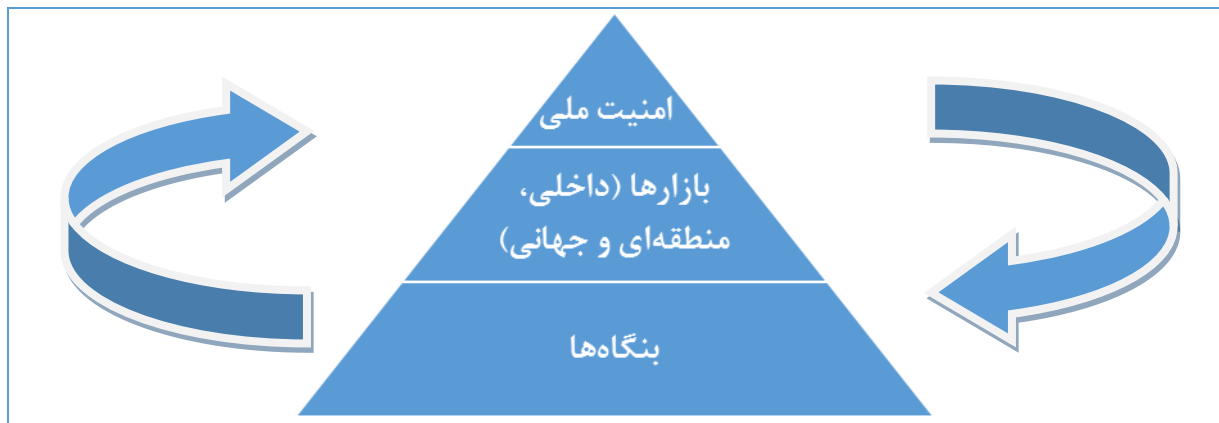 امنیت ملی
بازارها (داخلی،
منطقه‌ای و جهانی)
بنگاه‌ها